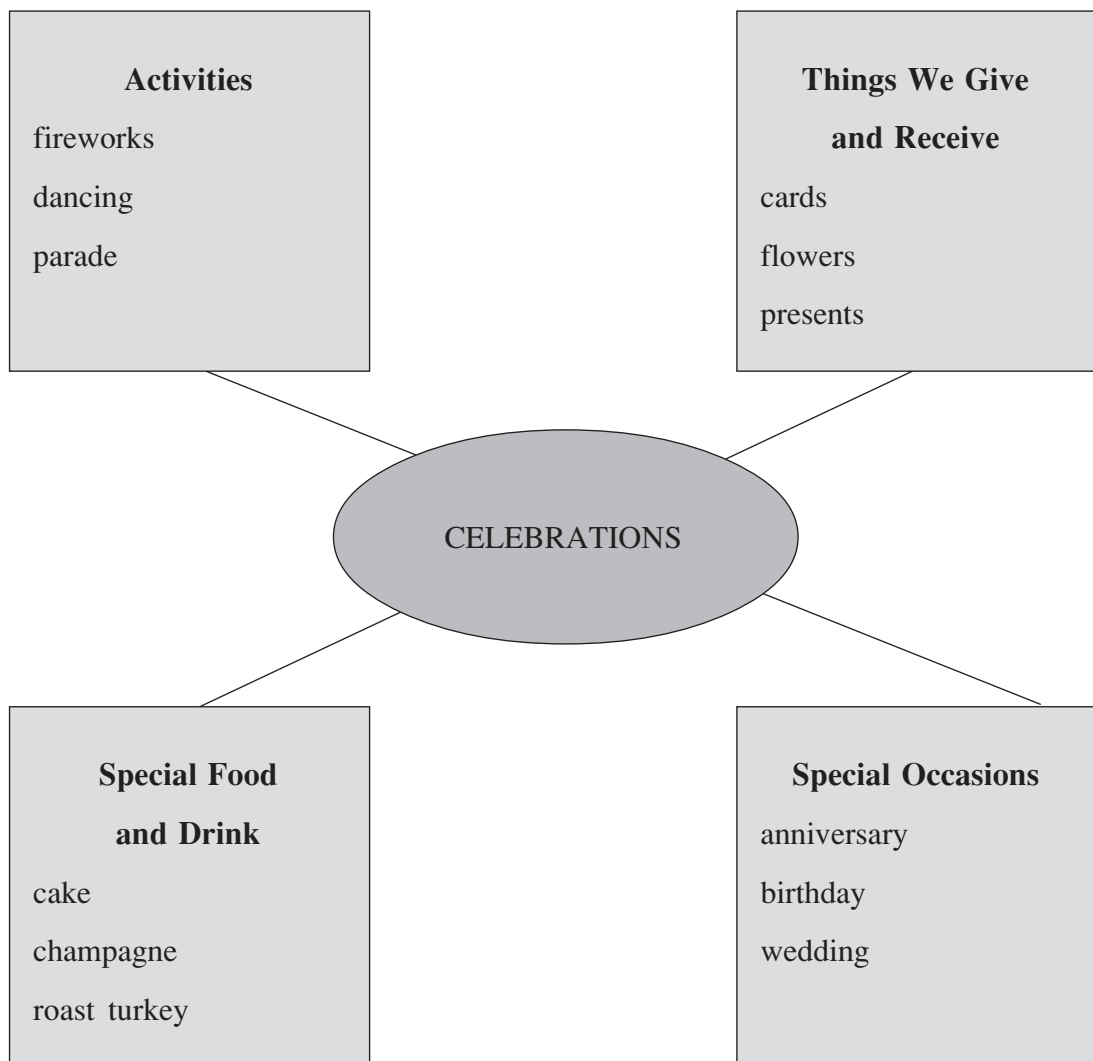 Activities
fireworks
dancing
parade
Things We Give
and Receive
cards
flowers
presents
CELEBRATIONS
Special Food
and Drink
cake
champagne
roast turkey
Special Occasions
anniversary
birthday
wedding